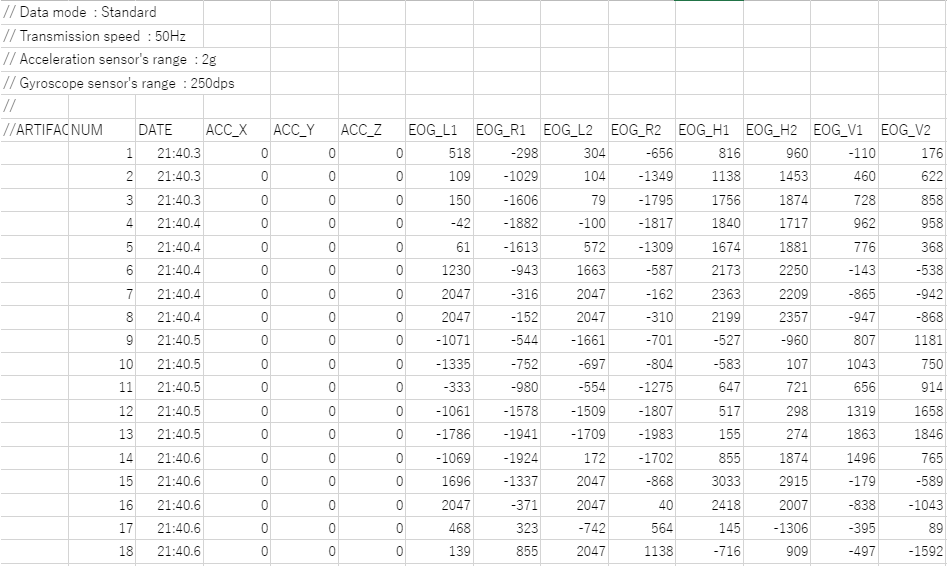 // Data mode : Standard
// Transmission speed : 50Hz
// Acceleration sensor's range : 2g
// Gyroscope sensor's range : 250dps
//
//ARTIFAC NUM DATE ACC_X ACC_Y ACC_Z EOG_L1 EOG_R1 EOG_L2 EOG_R2 EOG_H1 EOG_H2 EOG_V1 EOG_V2
1 21:40.3 0 0 0 518 -298 304 -656 816 960 -110 176
2 21:40.3 0 0 0 109 -1029 104 -1349 1138 1453 460 622
3 21:40.3 0 0 0 150 -1606 79 -1795 1756 1874 728 858
4 21:40.4 0 0 0 -42 -1882 -100 -1817 1840 1717 962 958
5 21:40.4 0 0 0 61 -1613 572 -1309 1674 1881 776 368
6 21:40.4 0 0 0 1230 -943 1663 -587 2173 2250 -143 -538
7 21:40.4 0 0 0 2047 -316 2047 -162 2363 2209 -865 -942
8 21:40.4 0 0 0 2047 -152 2047 -310 2199 2357 -947 -868
9 21:40.5 0 0 0 -1071 -544 -1661 -701 -527 -960 807 1181
10 21:40.5 0 0 0 -1335 -752 -697 -804 -583 107 1043 750
11 21:40.5 0 0 0 -333 -980 -554 -1275 647 721 656 914
12 21:40.5 0 0 0 -1061 -1578 -1509 -1807 517 298 1319 1658
13 21:40.5 0 0 0 -1786 -1941 -1709 -1983 155 274 1863 1846
14 21:40.6 0 0 0 -1069 -1924 172 -1702 855 1874 1496 765
15 21:40.6 0 0 0 1696 -1337 2047 -868 3033 2915 -179 -589
16 21:40.6 0 0 0 2047 -371 2047 40 2418 2007 -838 -1043
17 21:40.6 0 0 0 468 323 -742 564 145 -1306 -395 89
18 21:40.6 0 0 0 139 855 2047 1138 -716 909 -497 -1592